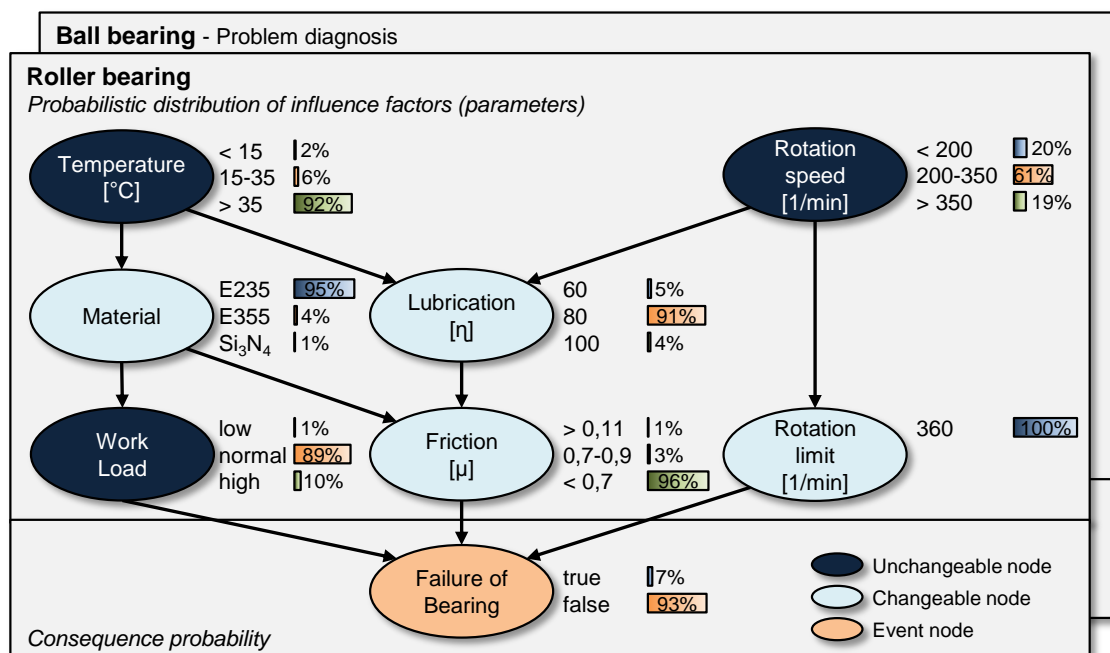 Ball bearing - Problem diagnosis
Roller bearing
Probabilistic distribution of influence factors (parameters)
Temperature
[°C]
< 15 2%
15-35 6%
> 35 92%
Rotation
speed
[1/min]
< 200 20%
200-350 61%
> 350 19%
Material
E235 95%
E355 4%
Si₃N₄ 1%
Lubrication
[η]
60 5%
80 91%
100 4%
Work
Load
low 1%
normal 89%
high 10%
Friction
[µ]
> 0,11 1%
0,7-0,9 3%
< 0,7 96%
Rotation
limit
[1/min]
360 100%
Failure of
Bearing
true 7%
false 93%
Unchangeable node
Changeable node
Event node
Consequence probability